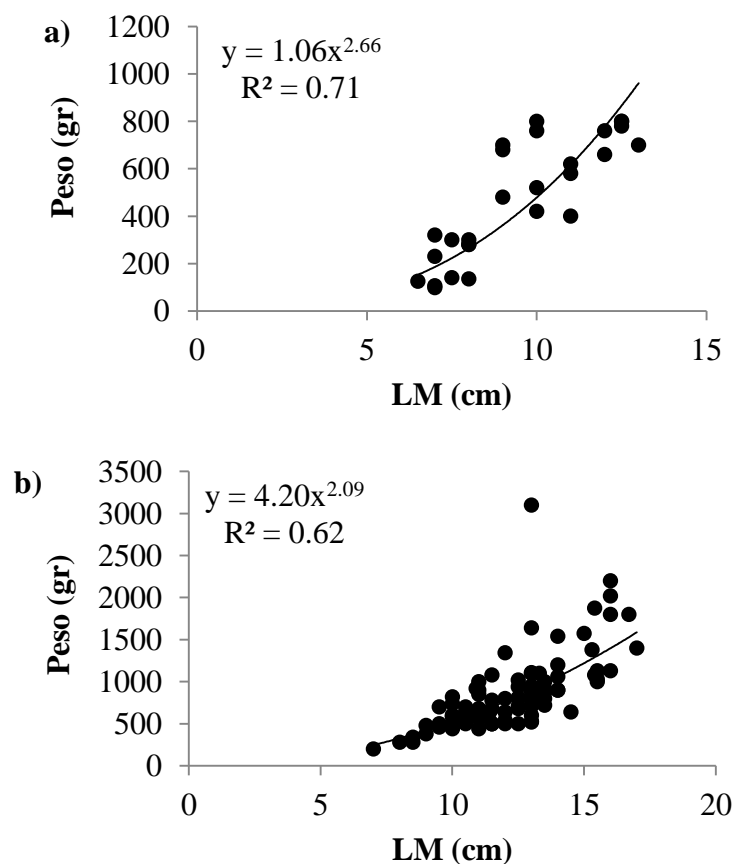 a)
y = 1.06x^2.66
R² = 0.71
Peso (gr)
1200
1000
800
600
400
200
0
0 5 10 15
LM (cm)
b)
y = 4.20x^2.09
R² = 0.62
Peso (gr)
3500
3000
2500
2000
1500
1000
500
0
0 5 10 15 20
LM (cm)